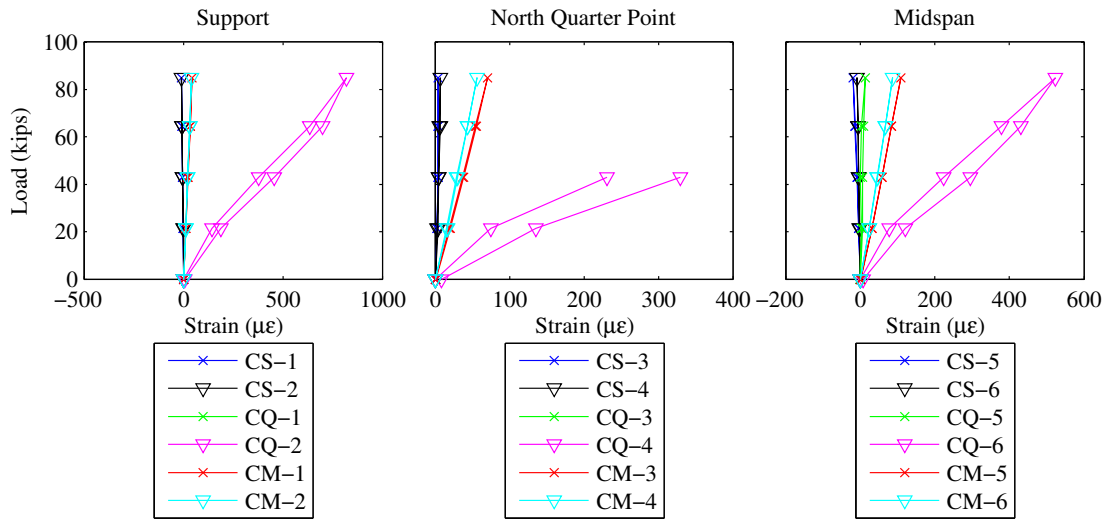 Support
North Quarter Point
Midspan
100
80
60
40
20
0
Load (kips)
−500
0
500
1000
0
100
200
300
400
−200
0
200
400
600
Strain (με)
Strain (με)
Strain (με)
CS−1
CS−2
CQ−1
CQ−2
CM−1
CM−2
CS−3
CS−4
CQ−3
CQ−4
CM−3
CM−4
CS−5
CS−6
CQ−5
CQ−6
CM−5
CM−6